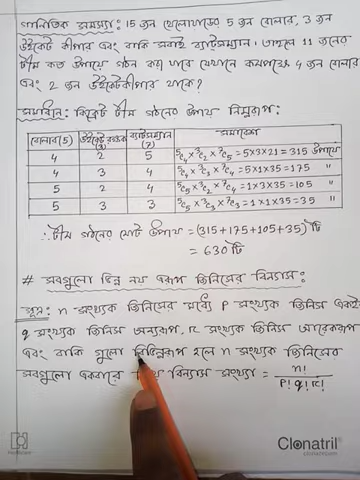 গানিতিক সমস্যা: 15 জন খেলোয়াড়ের 5 জন বোলার, 3 জন
উইকেট কীপার এবং বাকি সবাই ব্যাটসম্যান। তাহলে 11 জনের
টীম কত উপায়ে গঠন করা যাবে যেখানে কমপক্ষে 4 জন বোলার
এবং 2 জন উইকেটকীপার থাকে?
সমাধান: ক্রিকেট টীম গঠনের উপায় নিম্নরূপ:
বোলার(5) উইকেট রক্ষক(3) ব্যাটসম্যান(7) সমাবেশ
4 2 5 ⁵C₄×³C₂×⁷C₅=5×3×21=315 উপায়ে
4 3 4 ⁵C₄×³C₃×⁷C₄=5×1×35=175 "
5 2 4 ⁵C₅×³C₂×⁷C₄=1×3×35=105 "
5 3 3 ⁵C₅×³C₃×⁷C₃=1×1×35=35 "
∴ টীম গঠনের মোট উপায় = (315+175+105+35) টি
= 630 টি
# সবগুলো ভিন্ন নয় এরূপ জিনিসের বিন্যাস:
সূত্র: n সংখ্যক জিনিসের মধ্যে P সংখ্যক জিনিস একই
q সংখ্যক জিনিস অন্যরূপ, r সংখ্যক জিনিস আরেকরূপ
এবং বাকি গুলো বিভিন্নরূপ হলে n সংখ্যক জিনিসের
সবগুলো একবারে বিন্যাস সংখ্যা = n!/P! q! r!
Clonatril